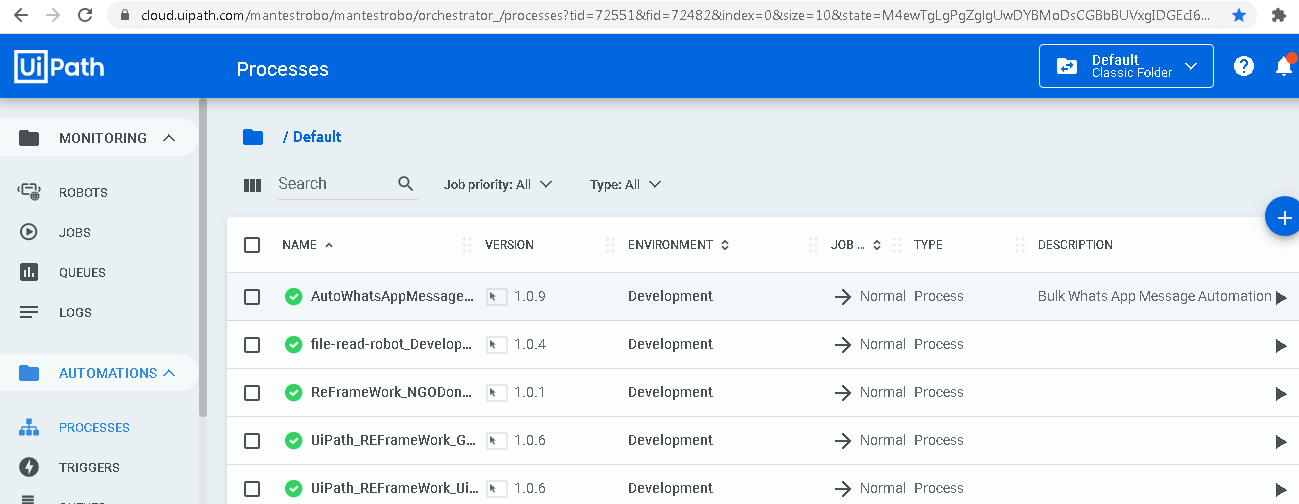 cloud.uipath.com/mantestrobo/mantestrobo/orchestrator_/processes?tid=72551&fid=72482&index=0&size=10&state=M4ewTgLgPgZglgUwDYBMoDsCGBbBUVxgIDGEcI6...
UiPath
Processes
Default
Classic Folder
MONITORING
/ Default
ROBOTS
Search
Job priority: All
Type: All
JOBS
QUEUES
LOGS
AUTOMATIONS
PROCESSES
TRIGGERS
NAME VERSION ENVIRONMENT JOB ... TYPE DESCRIPTION
AutoWhatsAppMessage... 1.0.9 Development Normal Process Bulk Whats App Message Automation
file-read-robot_Develop... 1.0.4 Development Normal Process
ReFrameWork_NGODon... 1.0.1 Development Normal Process
UiPath_REFrameWork_G... 1.0.6 Development Normal Process
UiPath_REFrameWork_Ui... 1.0.6 Development Normal Process